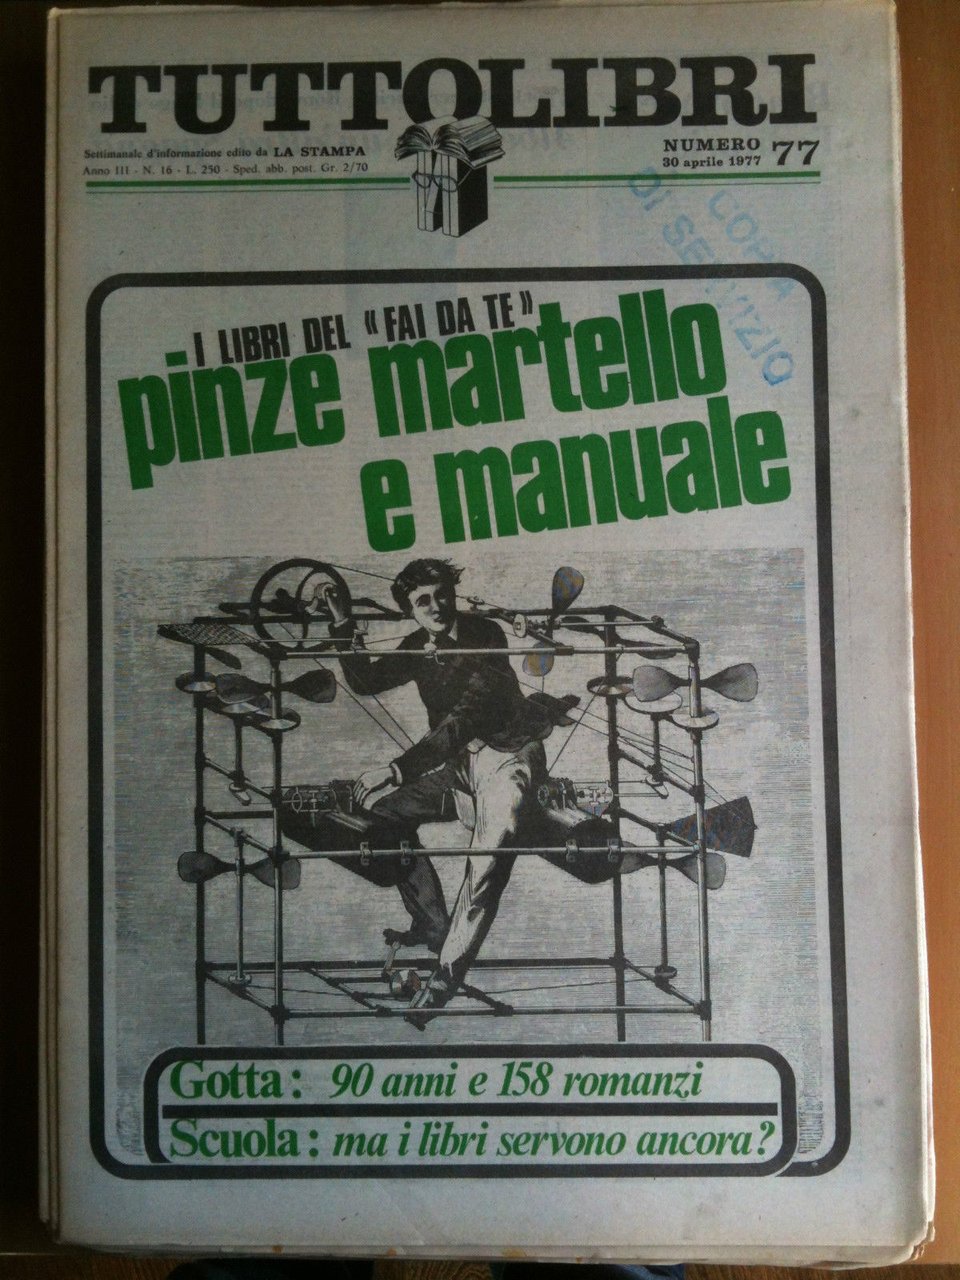 TUTTOLIBRI
Settimanale d'informazione edito da LA STAMPA
Anno III - N. 16 - L. 250 - Sped. abb. post. Gr. 2/70
NUMERO 77
30 aprile 1977
COPIA
DI SERVIZIO
I LIBRI DEL « FAI DA TE »
pinze martello
e manuale
Gotta: 90 anni e 158 romanzi
Scuola: ma i libri servono ancora?